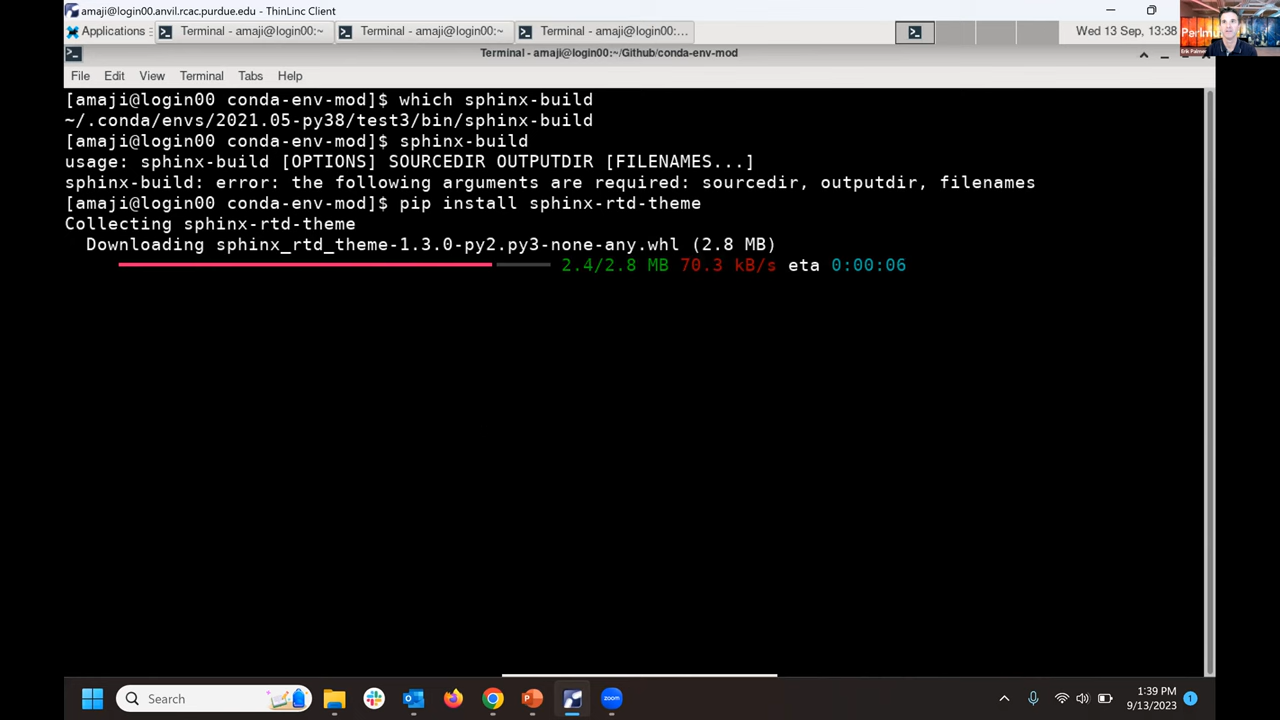 amaji@login00.anvil.rcac.purdue.edu - ThinLinc Client
Applications
Terminal - amaji@login00:~
Terminal - amaji@login00:~
Terminal - amaji@login00:...
Wed 13 Sep, 13:38
Erik Palmer
Terminal - amaji@login00:~/Github/conda-env-mod
File Edit View Terminal Tabs Help
[amaji@login00 conda-env-mod]$ which sphinx-build
~/.conda/envs/2021.05-py38/test3/bin/sphinx-build
[amaji@login00 conda-env-mod]$ sphinx-build
usage: sphinx-build [OPTIONS] SOURCEDIR OUTPUTDIR [FILENAMES...]
sphinx-build: error: the following arguments are required: sourcedir, outputdir, filenames
[amaji@login00 conda-env-mod]$ pip install sphinx-rtd-theme
Collecting sphinx-rtd-theme
Downloading sphinx_rtd_theme-1.3.0-py2.py3-none-any.whl (2.8 MB)
2.4/2.8 MB 70.3 kB/s eta 0:00:06
Search
zoom
1:39 PM
9/13/2023
1